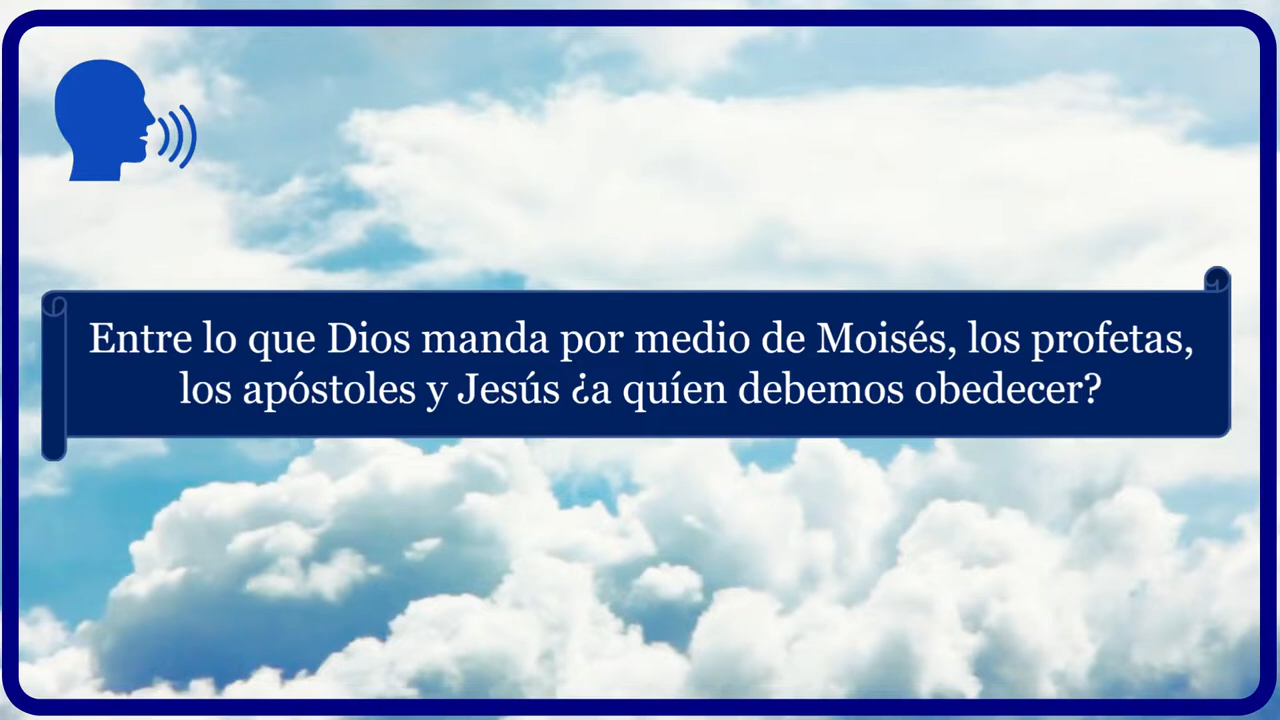 Entre lo que Dios manda por medio de Moisés, los profetas,
los apóstoles y Jesús ¿a quíen debemos obedecer?